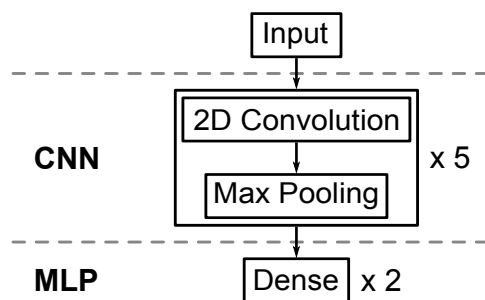 Input
2D Convolution
CNN
x 5
Max Pooling
MLP
Dense
x 2